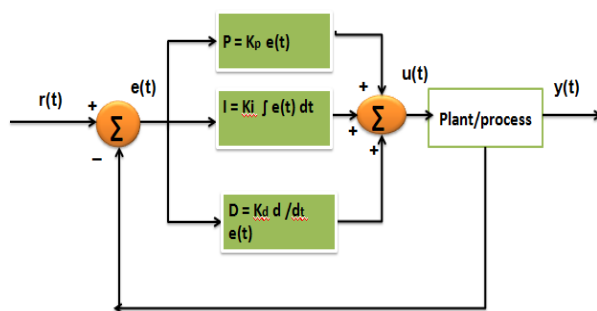 r(t)
+
−
Σ
e(t)
P = Kp e(t)
I = Ki ∫ e(t) dt
D = Kd d /dt
e(t)
+
+
+
Σ
u(t)
Plant/process
y(t)